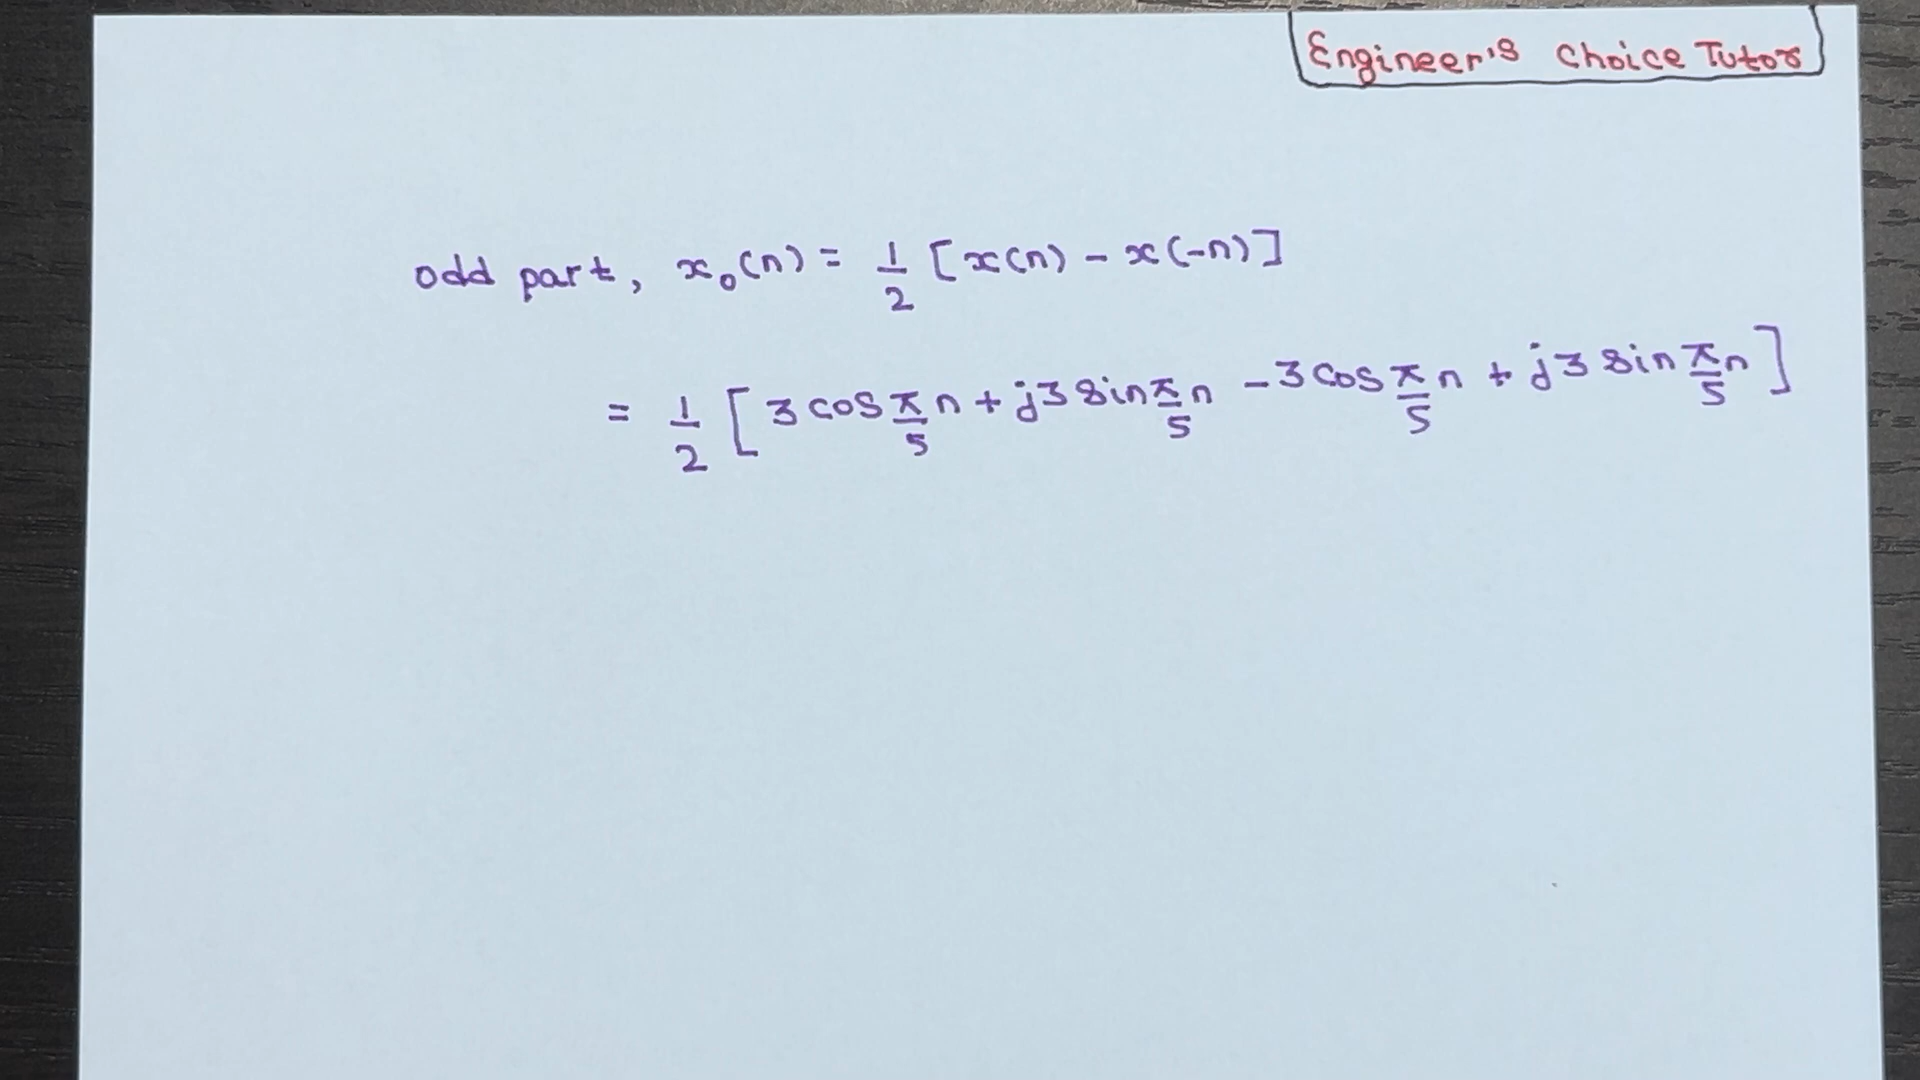 Engineer's Choice Tutor
odd part, x₀(n) = 1/2 [x(n) - x(-n)]
= 1/2 [3 cos π/5 n + j3 sin π/5 n - 3 cos π/5 n + j3 sin π/5 n]